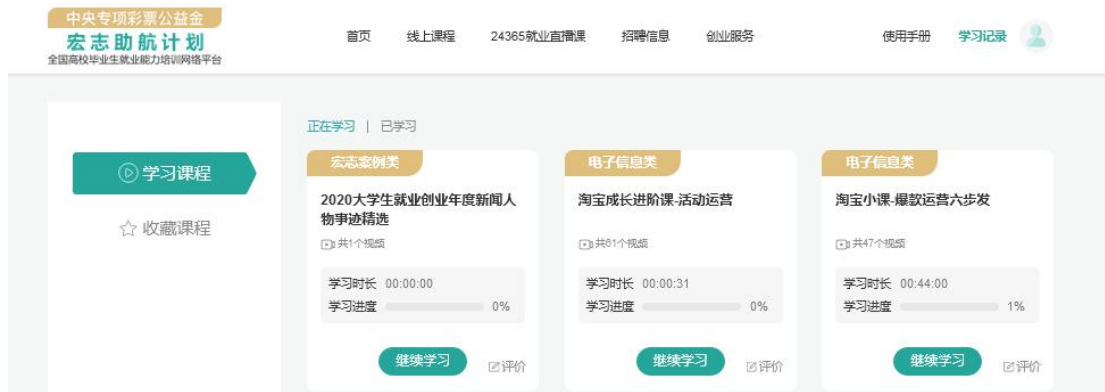 中央专项彩票公益金
宏志助航计划
全国高校毕业生就业能力培训网络平台
首页 线上课程 24365就业直播课 招聘信息 创业服务 使用手册 学习记录
正在学习 | 已学习
学习课程
收藏课程
宏志案例类
2020大学生就业创业年度新闻人
物事迹精选
共1个视频
学习时长 00:00:00
学习进度 0%
继续学习 评价
电子信息类
淘宝成长进阶课-活动运营
共81个视频
学习时长 00:00:31
学习进度 0%
继续学习 评价
电子信息类
淘宝小课-爆款运营六步发
共47个视频
学习时长 00:44:00
学习进度 1%
继续学习 评价